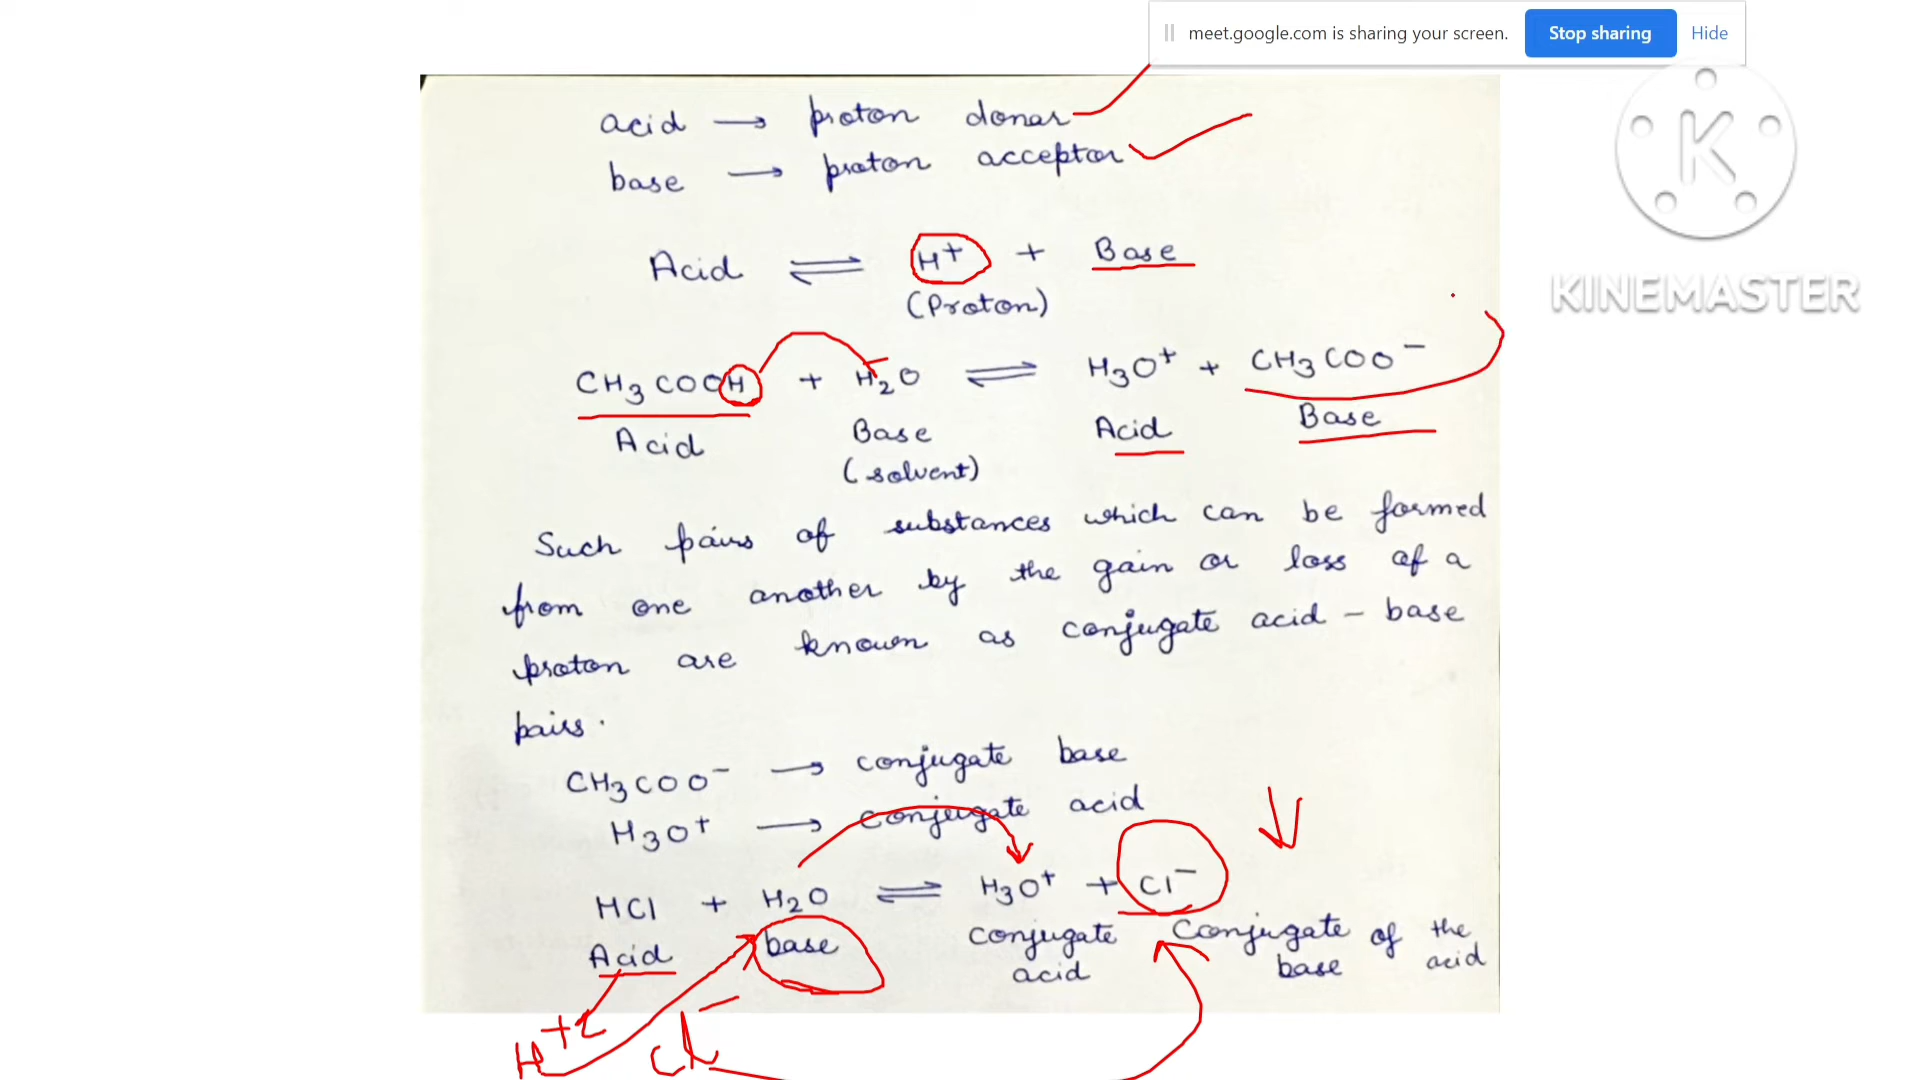 meet.google.com is sharing your screen. Stop sharing Hide
K
KINEMASTER
acid → proton donar
base → proton acceptor
Acid ⇌ H⁺ + Base
(Proton)
CH₃COOH + H₂O ⇌ H₃O⁺ + CH₃COO⁻
Acid Base Acid Base
(solvent)
Such pairs of substances which can be formed
from one another by the gain or loss of a
proton are known as conjugate acid – base
pairs.
CH₃COO⁻ → conjugate base
H₃O⁺ → conjugate acid
HCl + H₂O ⇌ H₃O⁺ + Cl⁻
Acid base conjugate acid Conjugate base of the acid
H⁺ Cl⁻